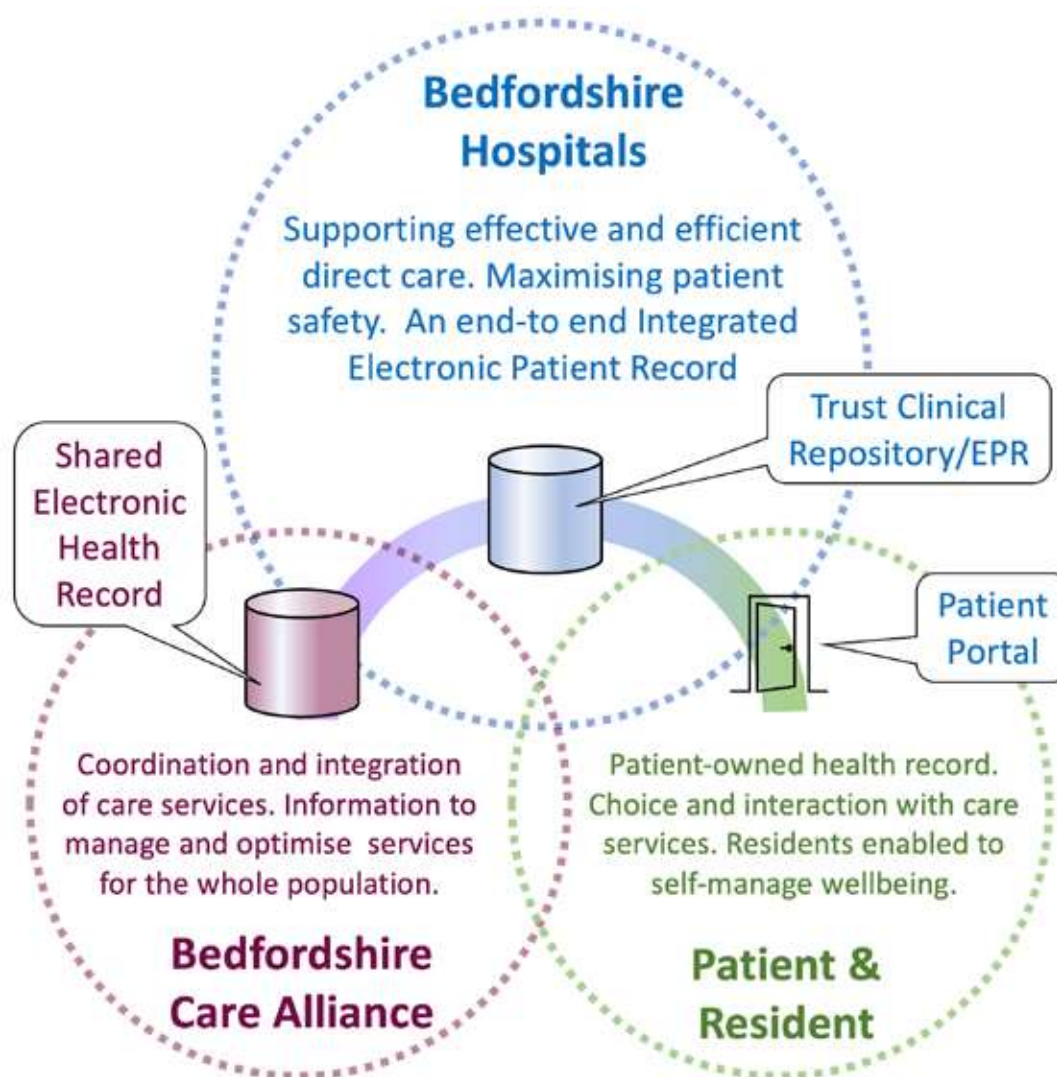 Bedfordshire
Hospitals
Supporting effective and efficient
direct care. Maximising patient
safety. An end-to end Integrated
Electronic Patient Record
Trust Clinical
Repository/EPR
Shared
Electronic
Health
Record
Patient
Portal
Coordination and integration
of care services. Information to
manage and optimise services
for the whole population.
Bedfordshire
Care Alliance
Patient-owned health record.
Choice and interaction with care
services. Residents enabled to
self-manage wellbeing.
Patient &
Resident